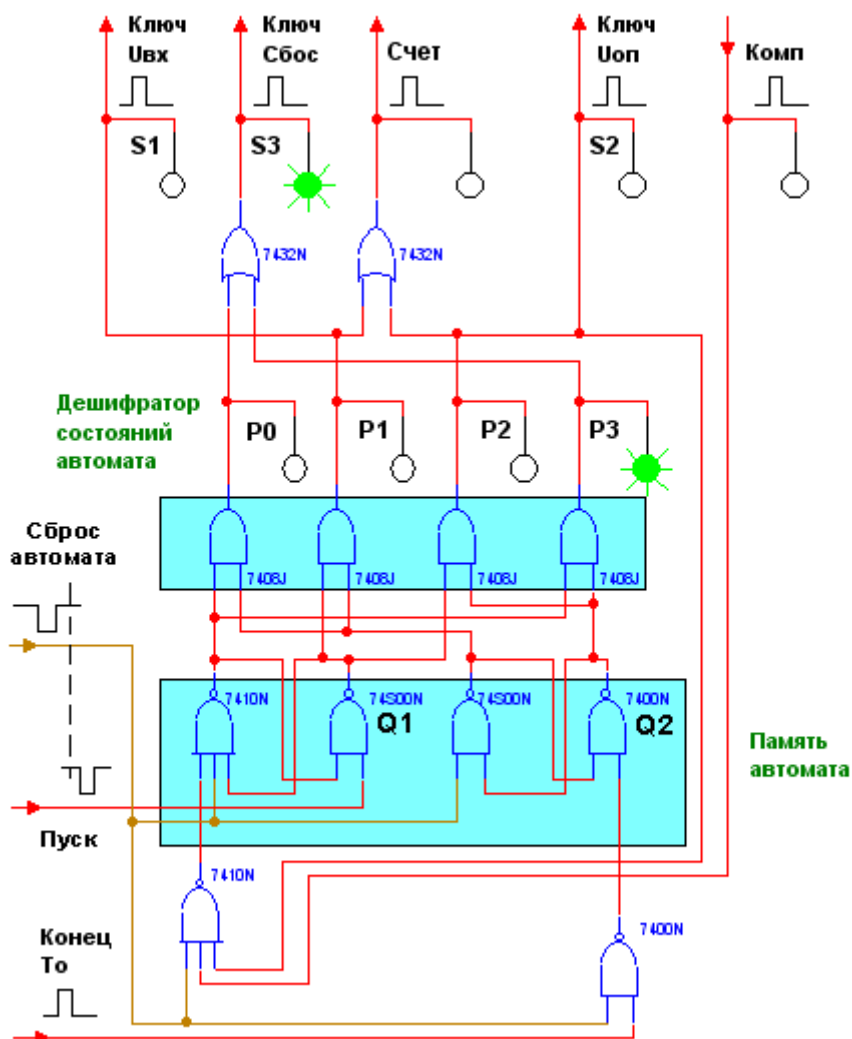 Ключ
Uвх
Ключ
Сбос
Счет
Ключ
Uоп
Комп
S1
S3
S2
7432N
7432N
Дешифратор
состояний
автомата
P0
P1
P2
P3
Сброс
автомата
7408J
7408J
7408J
7408J
7410N
74S00N
74S00N
7400N
Q1
Q2
Память
автомата
Пуск
7410N
7400N
Конец
То